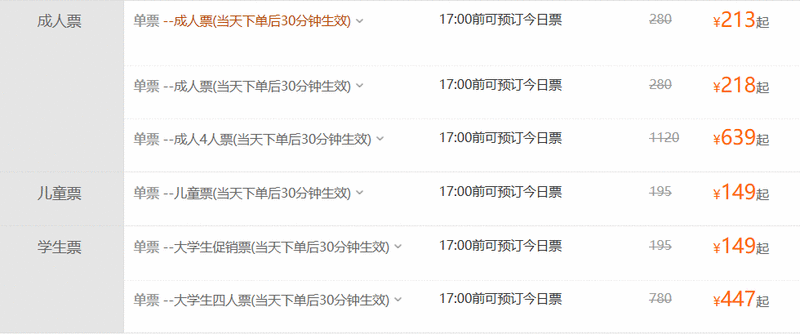 成人票 单票 --成人票(当天下单后30分钟生效) 17:00前可预订今日票 280 ¥213起
单票 --成人票(当天下单后30分钟生效) 17:00前可预订今日票 280 ¥218起
单票 --成人4人票(当天下单后30分钟生效) 17:00前可预订今日票 1120 ¥639起
儿童票 单票 --儿童票(当天下单后30分钟生效) 17:00前可预订今日票 195 ¥149起
学生票 单票 --大学生促销票(当天下单后30分钟生效) 17:00前可预订今日票 195 ¥149起
单票 --大学生四人票(当天下单后30分钟生效) 17:00前可预订今日票 780 ¥447起